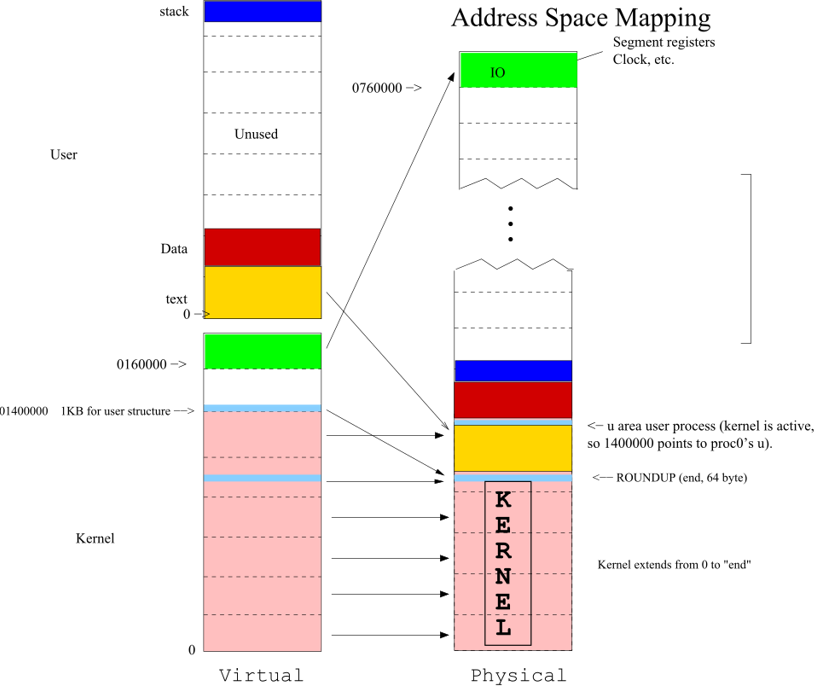 Address Space Mapping
stack
Segment registers
Clock, etc.
IO
0760000 −>
Unused
User
Data
text
0 −>
0160000 −>
01400000 1KB for user structure −−>
<− u area user process (kernel is active,
so 1400000 points to proc0's u).
<−− ROUNDUP (end, 64 byte)
K
E
R
N
E
L
Kernel
Kernel extends from 0 to "end"
0
Virtual
Physical